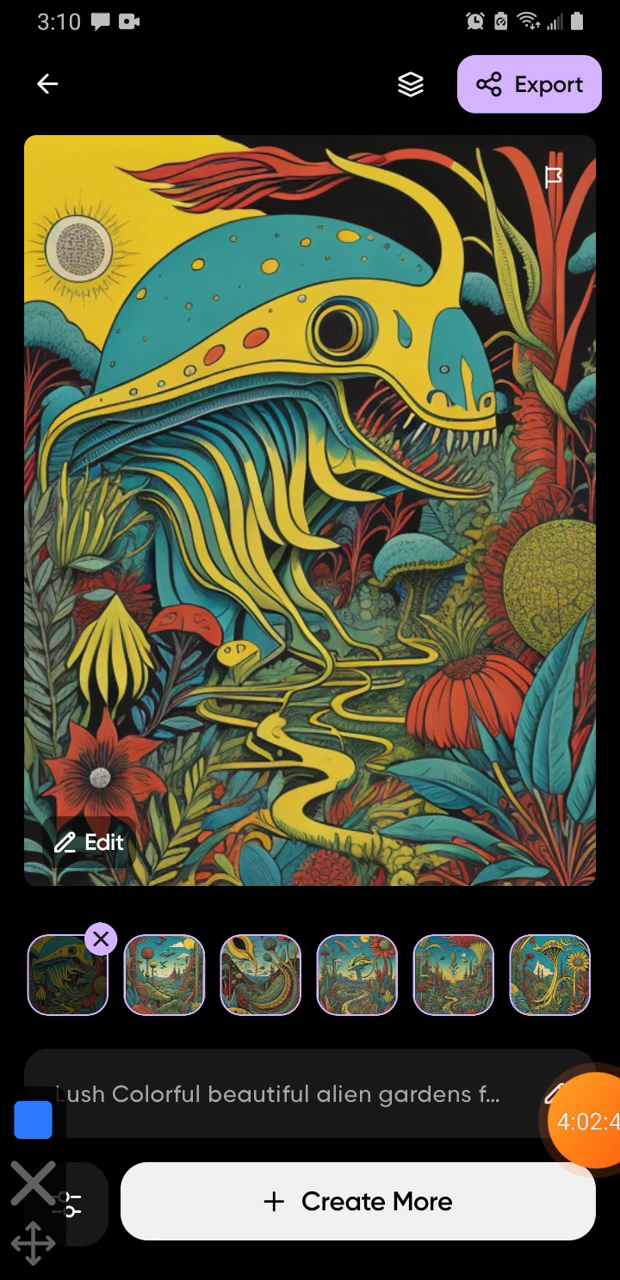 3:10
Export
Edit
Lush Colorful beautiful alien gardens f...
4:02:4
+ Create More